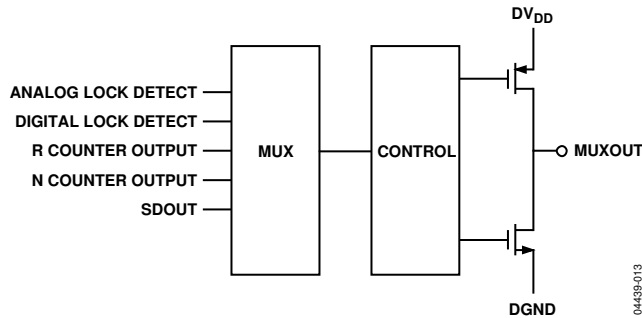 DVDD
ANALOG LOCK DETECT
DIGITAL LOCK DETECT
R COUNTER OUTPUT
N COUNTER OUTPUT
SDOUT
MUX
CONTROL
MUXOUT
DGND
04439-013